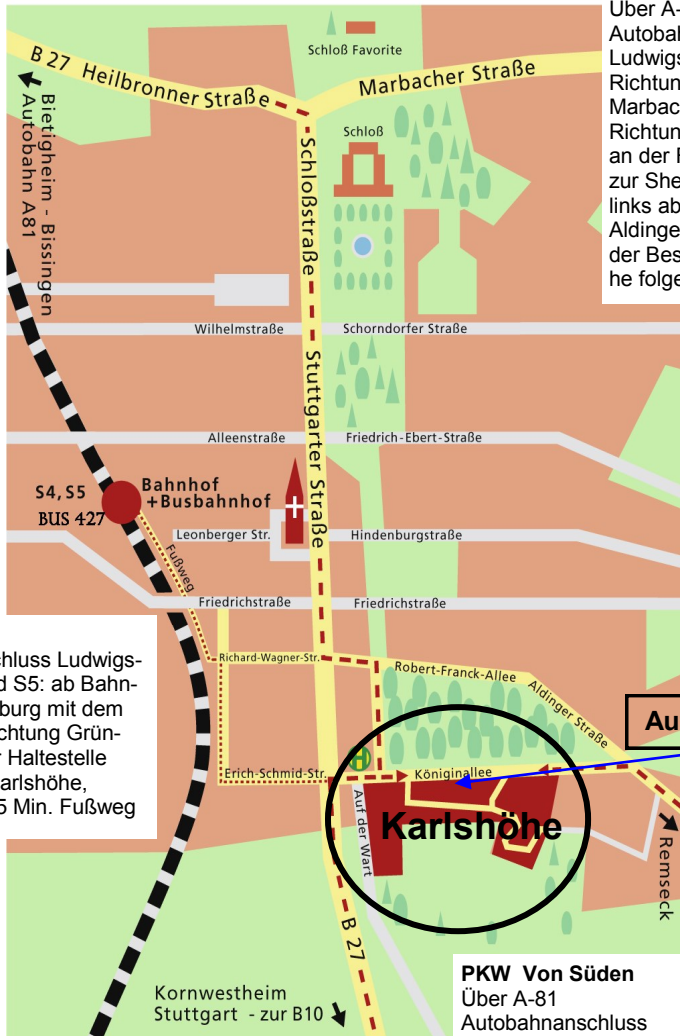 Über A-
Autobah
Ludwigs
Richtun
Marbac
Richtun
an der F
zur She
links ab
Aldinge
der Bes
he folge
Schloß Favorite
B 27 Heilbronner Straße
Marbacher Straße
Bietigheim - Bissingen
Autobahn A81
Schloß
Schloßstraße
Wilhelmstraße
Schorndorfer Straße
Stuttgarter Straße
Alleenstraße
Friedrich-Ebert-Straße
S4, S5
BUS 427
Bahnhof
+Busbahnhof
Leonberger Str.
Hindenburgstraße
Fußweg
Friedrichstraße
Friedrichstraße
chluss Ludwigs-
d S5: ab Bahn-
burg mit dem
chtung Grün-
r Haltestelle
arlshöhe,
5 Min. Fußweg
Richard-Wagner-Str.
Robert-Franck-Allee
Aldinger Straße
Au
H
Erich-Schmid-Str.
Königinallee
Auf der Wart
Karlshöhe
Remseck
B 27
Kornwestheim
Stuttgart - zur B10
PKW Von Süden
Über A-81
Autobahnanschluss